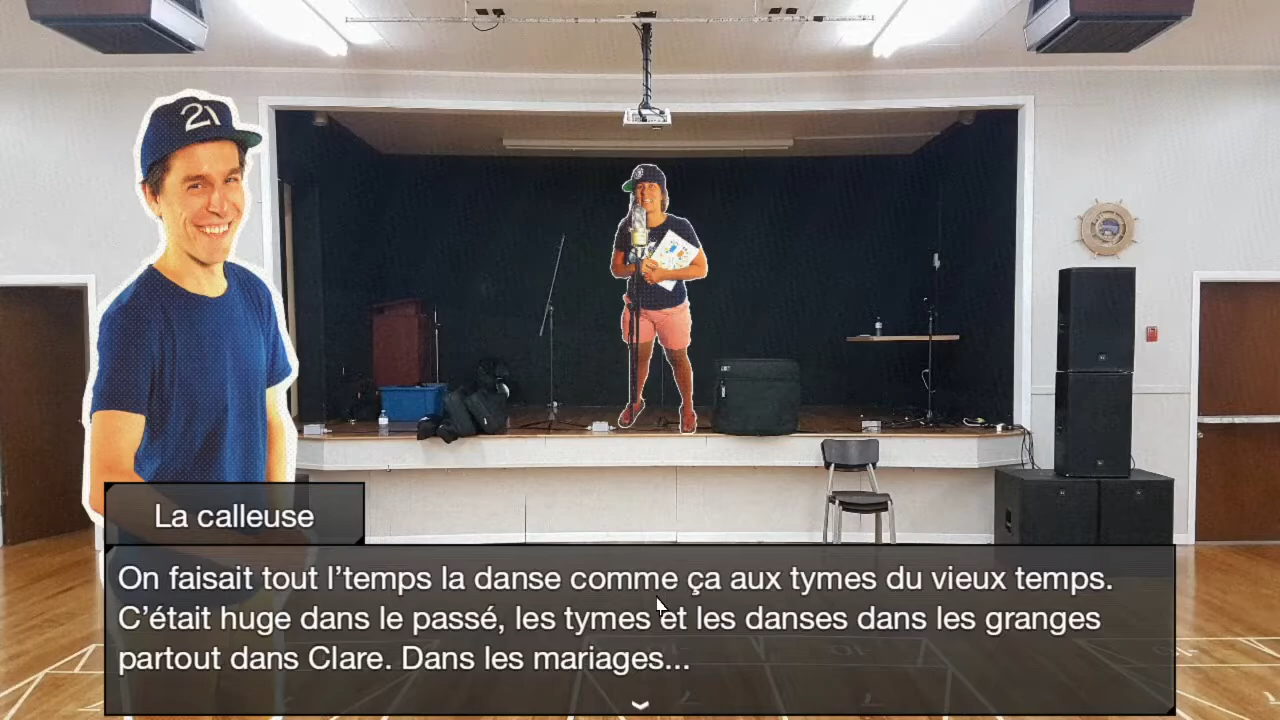 21
La calleuse
On faisait tout l’temps la danse comme ça aux tymes du vieux temps.
C’était huge dans le passé, les tymes et les danses dans les granges
partout dans Clare. Dans les mariages...